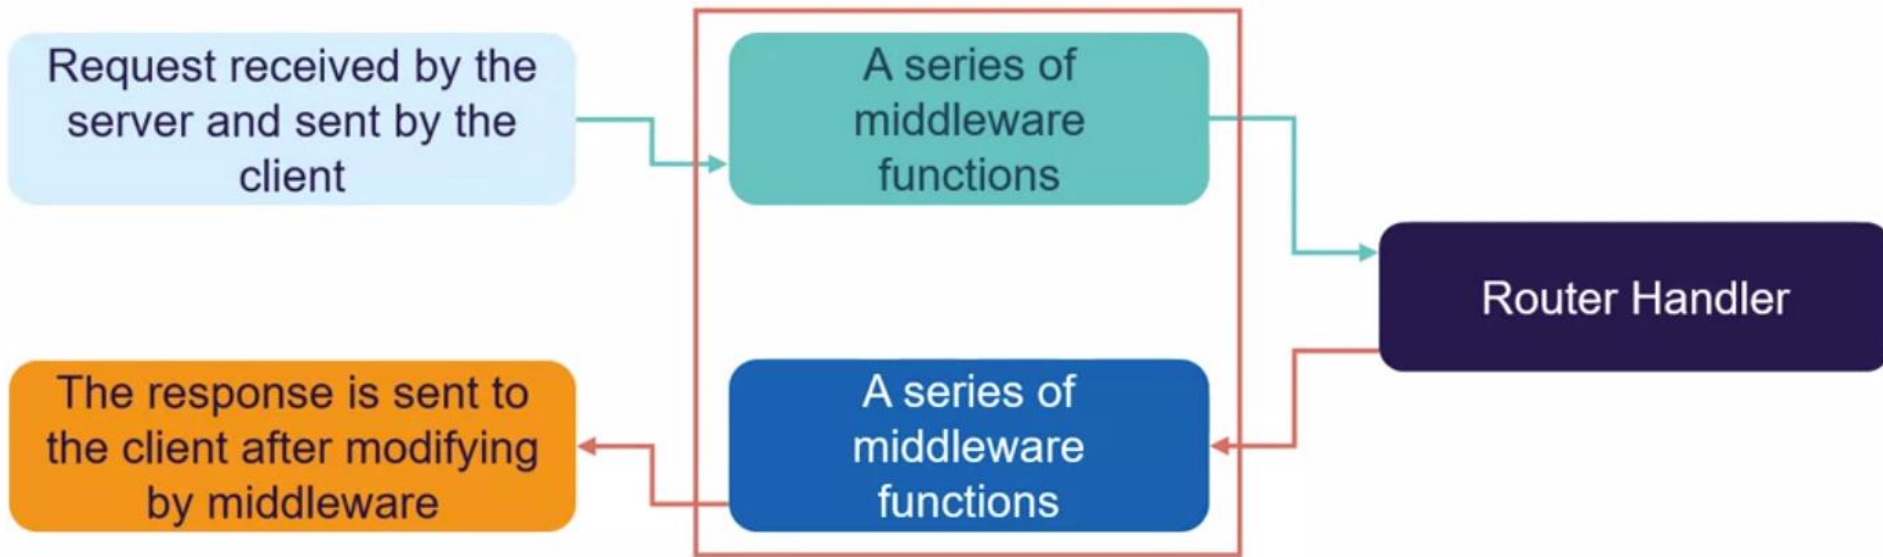 Request received by the
server and sent by the
client
A series of
middleware
functions
Router Handler
A series of
middleware
functions
The response is sent to
the client after modifying
by middleware